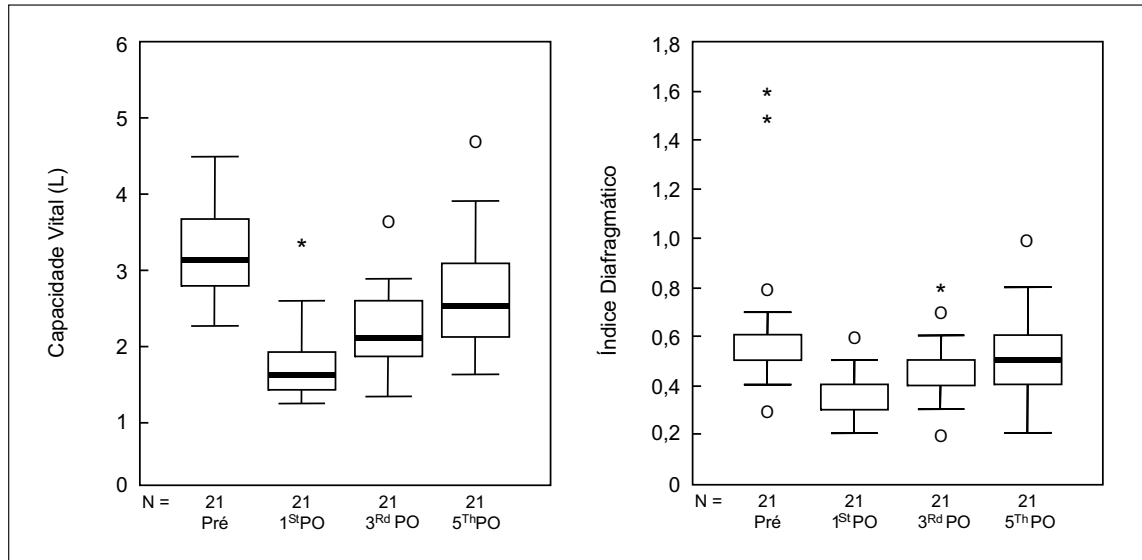 Capacidade Vital (L)
6
5
4
3
2
1
0
N = 21 21 21 21
Pré 1StPO 3Rd PO 5ThPO
Índice Diafragmático
1,8
1,6
1,4
1,2
1,0
0,8
0,6
0,4
0,2
0
N = 21 21 21 21
Pré 1StPO 3Rd PO 5Th PO